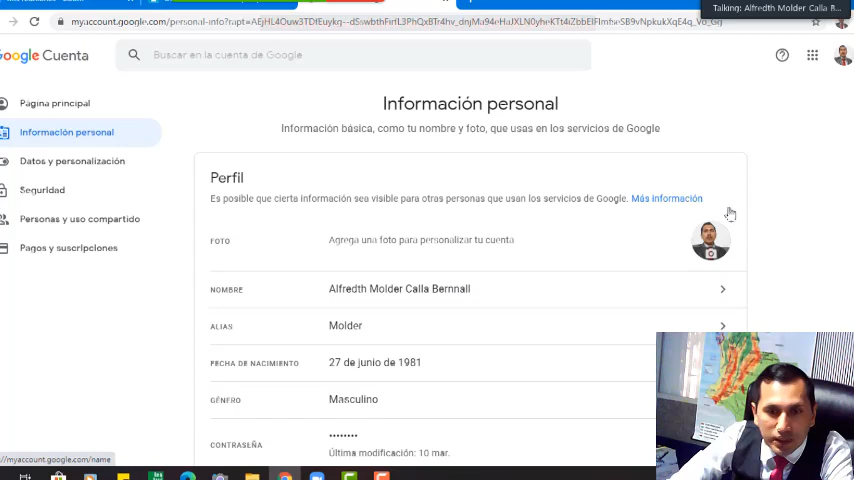 Talking: Alfredth Molder Calla B...
Google Cuenta
Buscar en la cuenta de Google
Página principal
Información personal
Datos y personalización
Seguridad
Personas y uso compartido
Pagos y suscripciones
Información personal
Información básica, como tu nombre y foto, que usas en los servicios de Google
Perfil
Es posible que cierta información sea visible para otras personas que usan los servicios de Google. Más información
FOTO Agrega una foto para personalizar tu cuenta
NOMBRE Alfredth Molder Calla Bernnall
ALIAS Molder
FECHA DE NACIMIENTO 27 de junio de 1981
GÉNERO Masculino
CONTRASEÑA ••••••••
Última modificación: 10 mar.
://myaccount.google.com/name